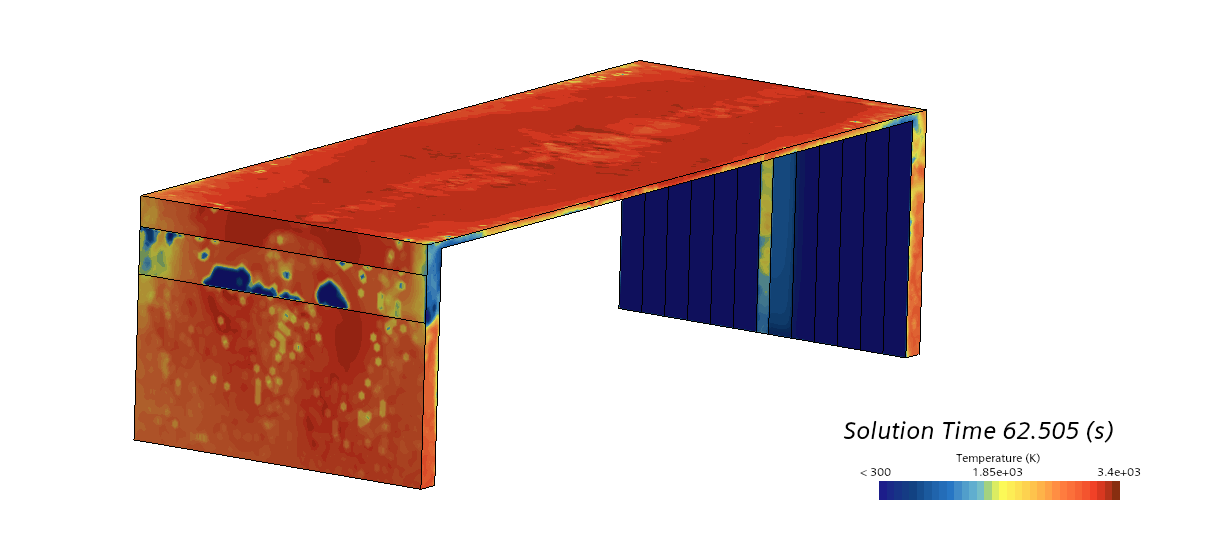 Solution Time 62.505 (s)
Temperature (K)
< 300 1.85e+03 3.4e+03